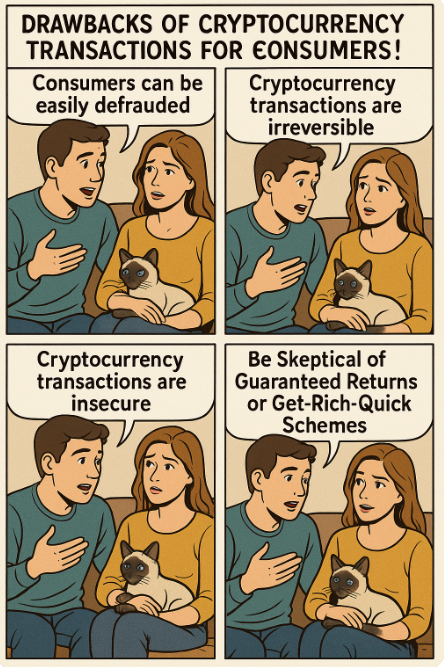 DRAWBACKS OF CRYPTOCURRENCY
TRANSACTIONS FOR CONSUMERS!
Consumers can be
easily defrauded
Cryptocurrency
transactions are
irreversible
Cryptocurrency
transactions are
insecure
Be Skeptical of
Guaranteed Returns
or Get-Rich-Quick
Schemes